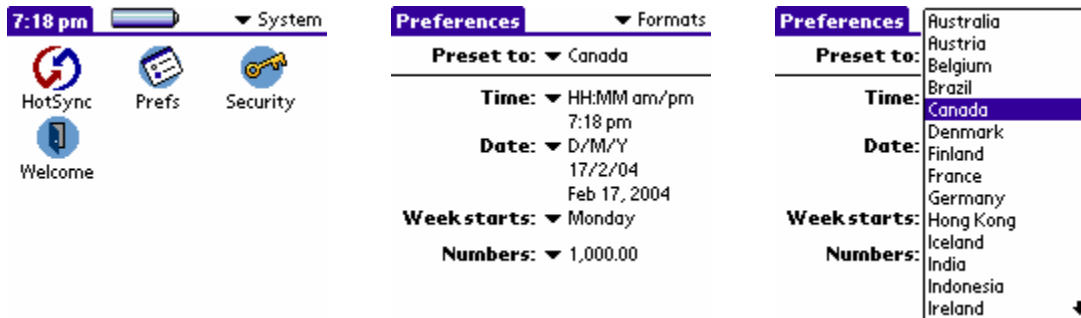 7:18 pm
System
HotSync
Prefs
Security
Welcome
Preferences
Formats
Preset to: Canada
Time: HH:MM am/pm
7:18 pm
Date: D/M/Y
17/2/04
Feb 17, 2004
Week starts: Monday
Numbers: 1,000.00
Preferences
Preset to:
Time:
Date:
Week starts:
Numbers:
Australia
Austria
Belgium
Brazil
Canada
Denmark
Finland
France
Germany
Hong Kong
Iceland
India
Indonesia
Ireland